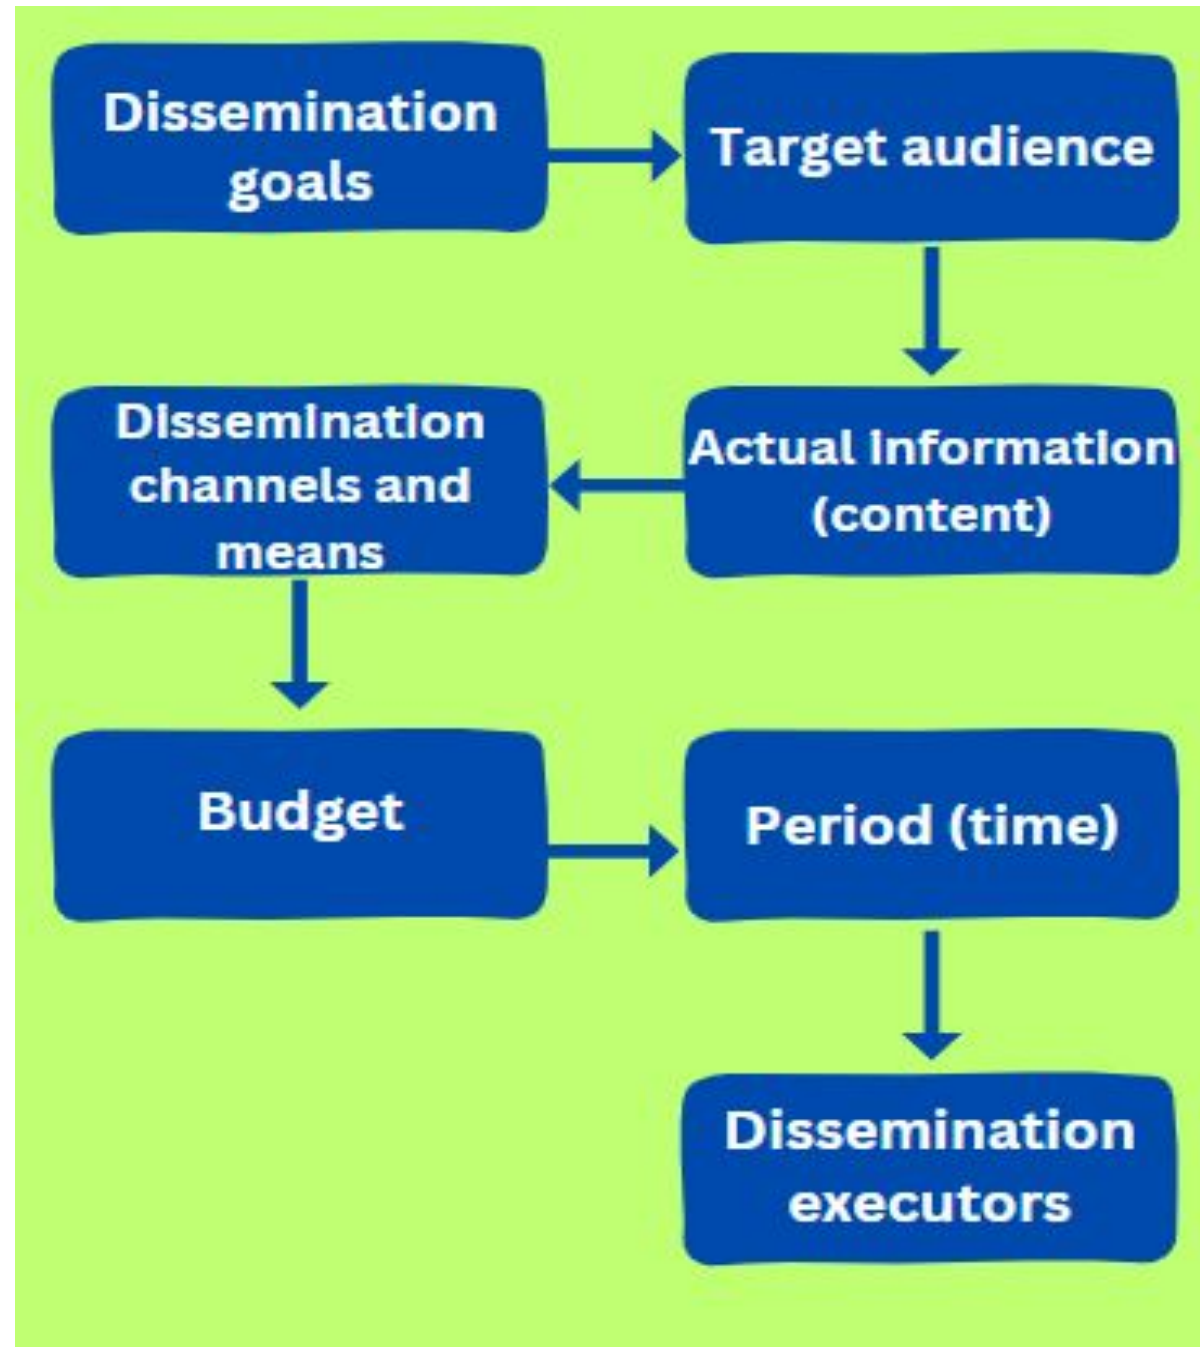 Dissemination
goals
Target audience
Actual information
(content)
Dissemination
channels and
means
Budget
Period (time)
Dissemination
executors